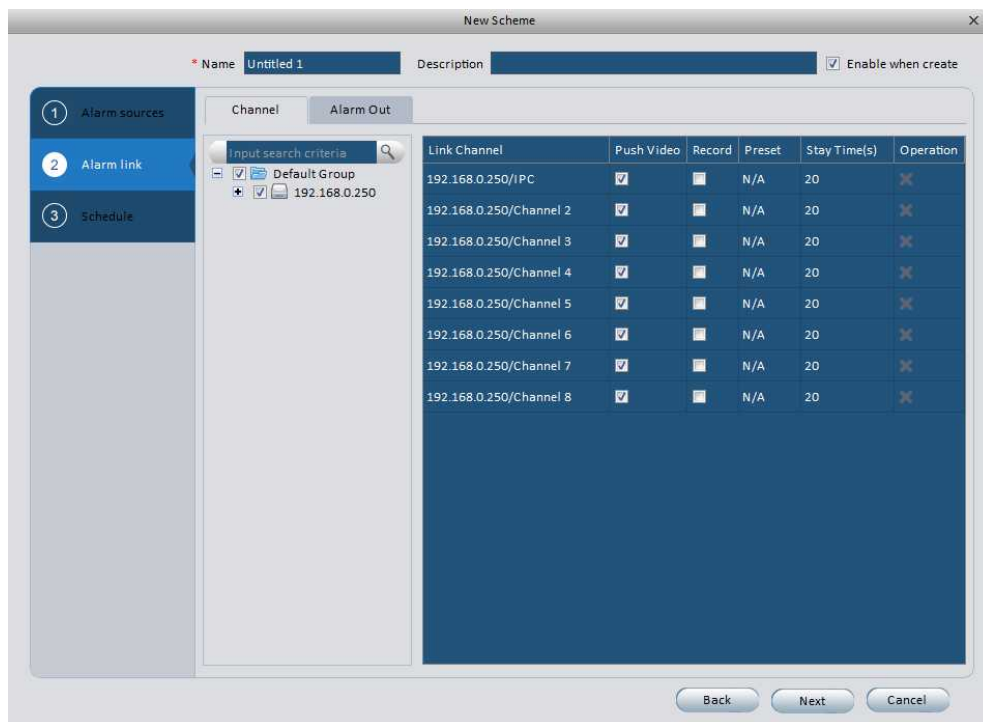 New Scheme
* Name Untitled 1 Description Enable when create
1 Alarm sources
2 Alarm link
3 Schedule
Channel Alarm Out
Input search criteria
Default Group
192.168.0.250
Link Channel Push Video Record Preset Stay Time(s) Operation
192.168.0.250/IPC N/A 20
192.168.0.250/Channel 2 N/A 20
192.168.0.250/Channel 3 N/A 20
192.168.0.250/Channel 4 N/A 20
192.168.0.250/Channel 5 N/A 20
192.168.0.250/Channel 6 N/A 20
192.168.0.250/Channel 7 N/A 20
192.168.0.250/Channel 8 N/A 20
Back Next Cancel